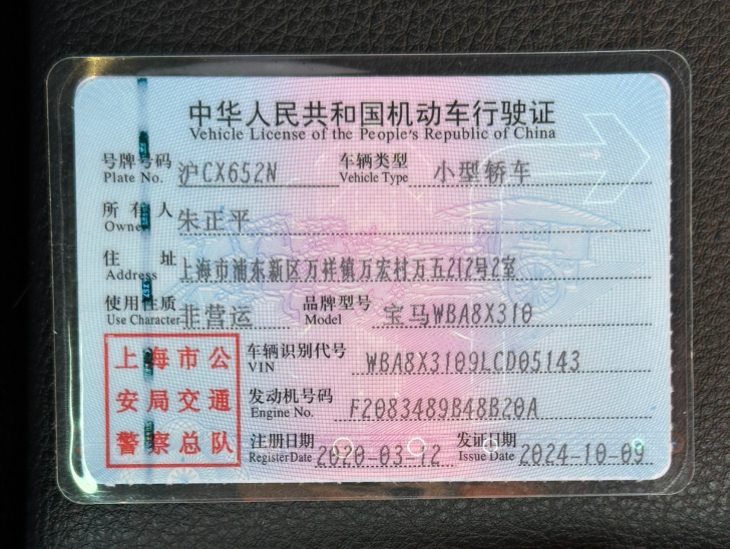 中华人民共和国机动车行驶证
Vehicle License of the People's Republic of China
号牌号码 沪CX652N 车辆类型 小型轿车
Plate No. Vehicle Type
所有人 朱正平
Owner
住址 上海市浦东新区万祥镇万宏村万五212号2室
Address
使用性质 非营运 品牌型号 宝马WBA8X310
Use Character Model
上海市公安局交通警察总队
车辆识别代号 WBA8X3109LCD05143
VIN
发动机号码 F2083489B48B20A
Engine No.
注册日期 2020-03-12 发证日期 2024-10-09
Register Date Issue Date